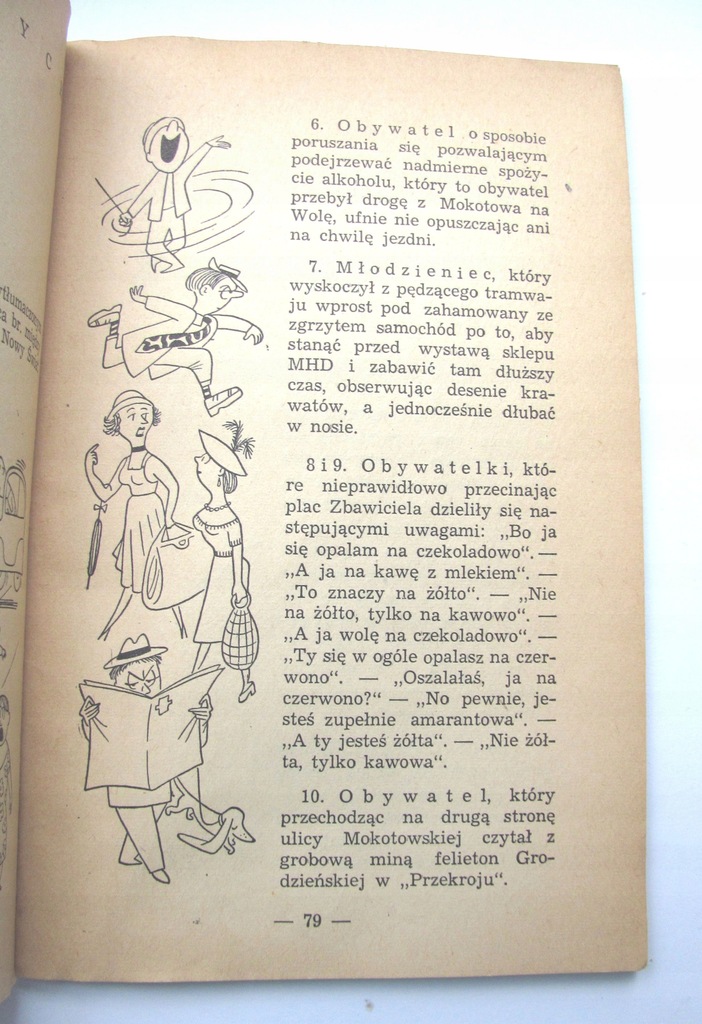 Y
C
tłumacz
ca br. mię
Nowy Świa
6. Obywatel o sposobie
poruszania się pozwalającym
podejrzewać nadmierne spoży-
cie alkoholu, który to obywatel
przebył drogę z Mokotowa na
Wolę, ufnie nie opuszczając ani
na chwilę jezdni.
7. Młodzieniec, który
wyskoczył z pędzącego tramwa-
ju wprost pod zahamowany ze
zgrzytem samochód po to, aby
stanąć przed wystawą sklepu
MHD i zabawić tam dłuższy
czas, obserwując desenie kra-
watów, a jednocześnie dłubać
w nosie.
8 i 9. Obywatelki, któ-
re nieprawidłowo przecinając
plac Zbawiciela dzieliły się na-
stępującymi uwagami: „Bo ja
się opalam na czekoladowo“. —
„A ja na kawę z mlekiem“. —
„To znaczy na żółto“. — „Nie
na żółto, tylko na kawowo“. —
„A ja wolę na czekoladowo“. —
„Ty się w ogóle opalasz na czer-
wono“. — „Oszalałaś, ja na
czerwono?“ — „No pewnie, je-
steś zupełnie amarantowa“. —
„A ty jesteś żółta“. — „Nie żół-
ta, tylko kawowa“.
10. Obywatel, który
przechodząc na drugą stronę
ulicy Mokotowskiej czytał z
grobową miną felieton Gro-
dzieńskiej w „Przekroju“.
— 79 —